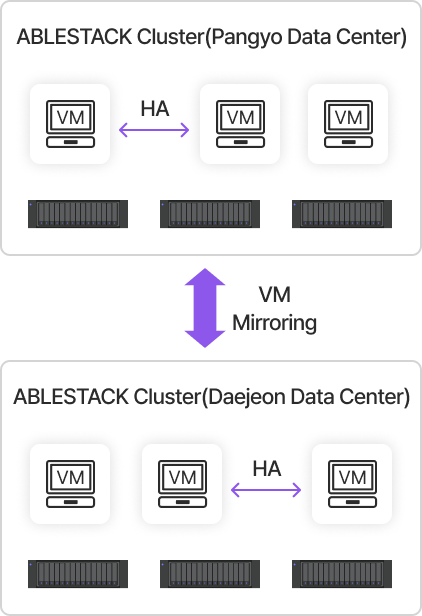 ABLESTACK Cluster(Pangyo Data Center)
HA
VM
VM
VM
VM
Mirroring
ABLESTACK Cluster(Daejeon Data Center)
HA
VM
VM
VM